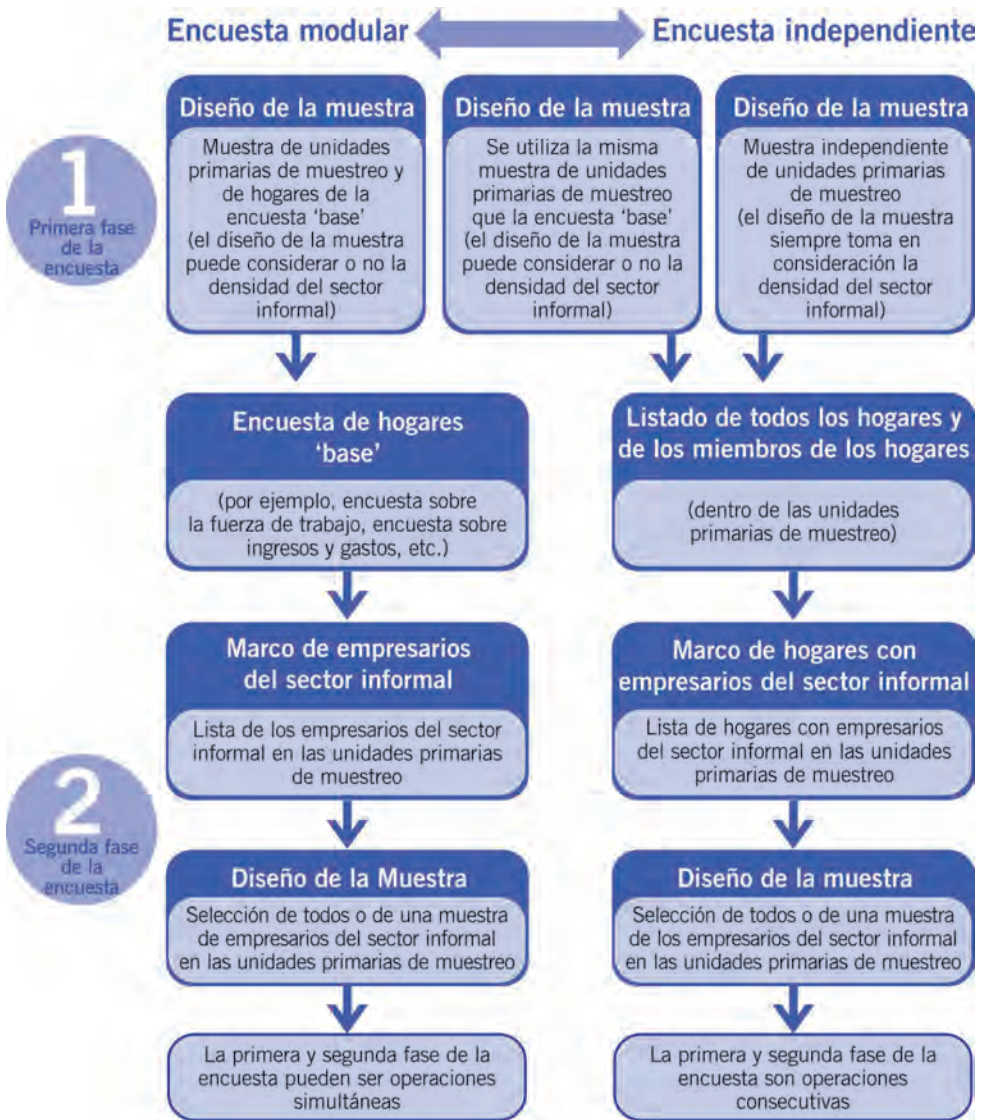 Encuesta modular
Encuesta independiente
1
Primera fase
de la
encuesta
Diseño de la muestra
Muestra de unidades
primarias de muestreo y
de hogares de la
encuesta 'base'
(el diseño de la muestra
puede considerar o no la
densidad del sector
informal)
Diseño de la muestra
Se utiliza la misma
muestra de unidades
primarias de muestreo
que la encuesta 'base'
(el diseño de la muestra
puede considerar o no la
densidad del sector
informal)
Diseño de la muestra
Muestra independiente
de unidades primarias
de muestreo
(el diseño de la muestra
siempre toma en
consideración la
densidad del sector
informal)
Encuesta de hogares
'base'
(por ejemplo, encuesta sobre
la fuerza de trabajo, encuesta sobre
ingresos y gastos, etc.)
Listado de todos los hogares y
de los miembros de los hogares
(dentro de las unidades
primarias de muestreo)
2
Segunda fase
de la
encuesta
Marco de empresarios
del sector informal
Lista de los empresarios del sector
informal en las unidades primarias
de muestreo
Marco de hogares con
empresarios del sector informal
Lista de hogares con empresarios
del sector informal en las unidades
primarias de muestreo
Diseño de la Muestra
Selección de todos o de una muestra
de empresarios del sector informal
en las unidades primarias de muestreo
Diseño de la muestra
Selección de todos o de una muestra
de los empresarios del sector informal
en las unidades primarias de muestreo
La primera y segunda fase de la
encuesta pueden ser operaciones
simultáneas
La primera y segunda fase de la
encuesta son operaciones
consecutivas